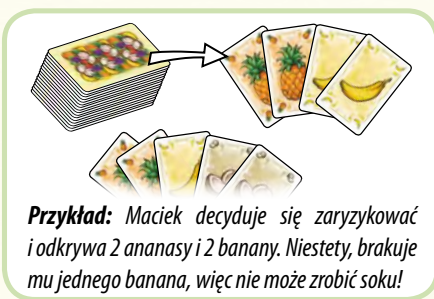 Przykład: Maciek decyduje się zaryzykować
i odkrywa 2 ananasy i 2 banany. Niestety, brakuje
mu jednego banana, więc nie może zrobić soku!